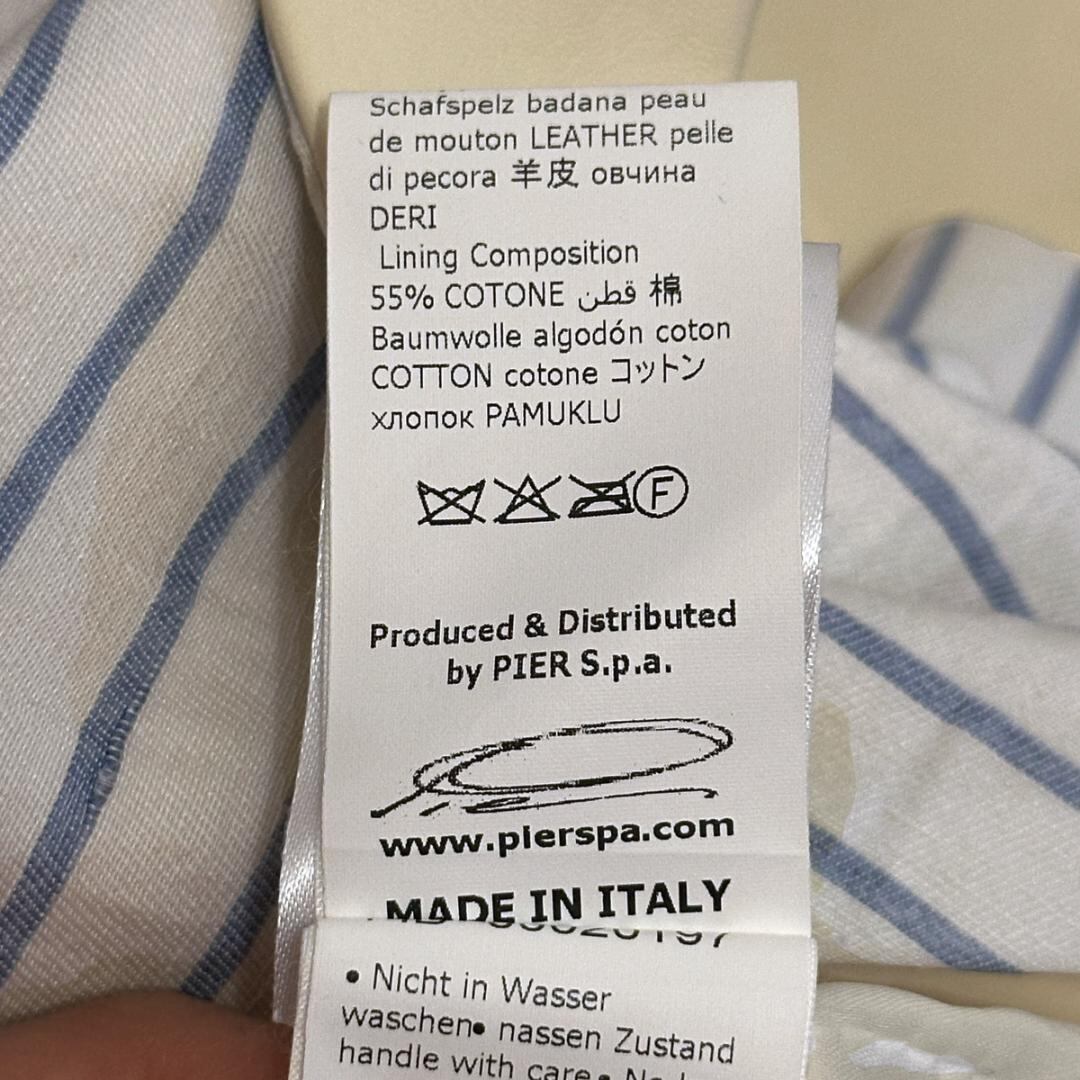 Schafspelz badana peau
de mouton LEATHER pelle
di pecora 羊皮 овчина
DERI
Lining Composition
55% COTONE قطن 棉
Baumwolle algodón coton
COTTON cotone コットン
хлопок PAMUKLU
F
Produced & Distributed
by PIER S.p.a.
www.pierspa.com
MADE IN ITALY
• Nicht in Wasser
waschen• nassen Zustand
handle with care•